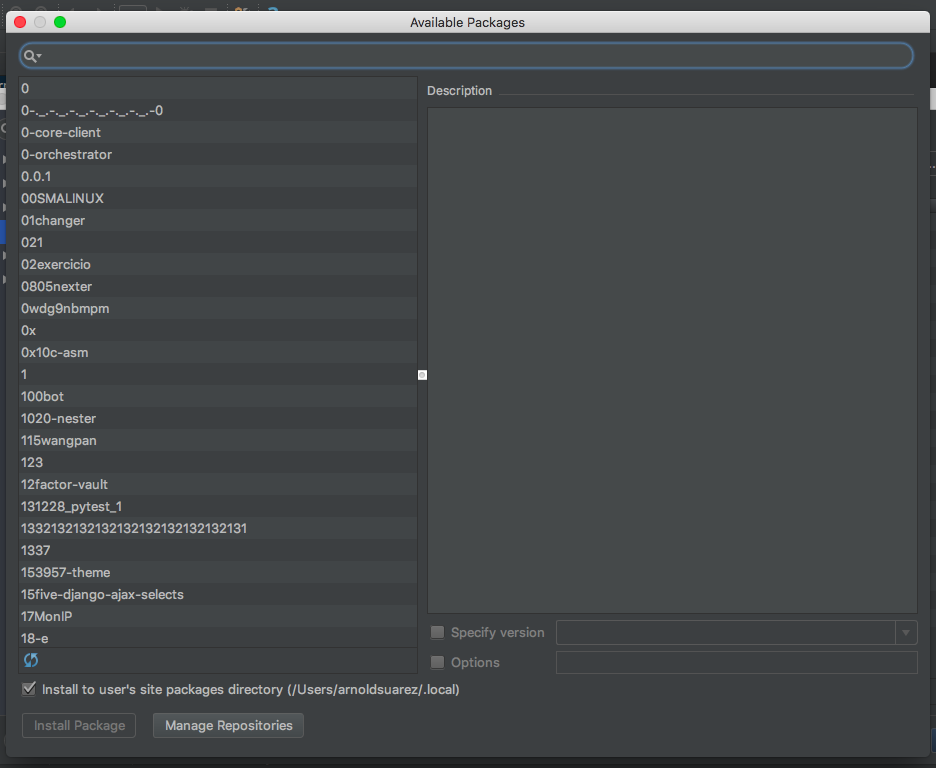 Available Packages
0
0-._.-._.-._.-._.-._.-._.-0
0-core-client
0-orchestrator
0.0.1
00SMALINUX
01changer
021
02exercicio
0805nexter
0wdg9nbmpm
0x
0x10c-asm
1
100bot
1020-nester
115wangpan
123
12factor-vault
131228_pytest_1
1332132132132132132132132132131
1337
153957-theme
15five-django-ajax-selects
17MonIP
18-e
Description
Specify version
Options
Install to user's site packages directory (/Users/arnoldsuarez/.local)
Install Package
Manage Repositories